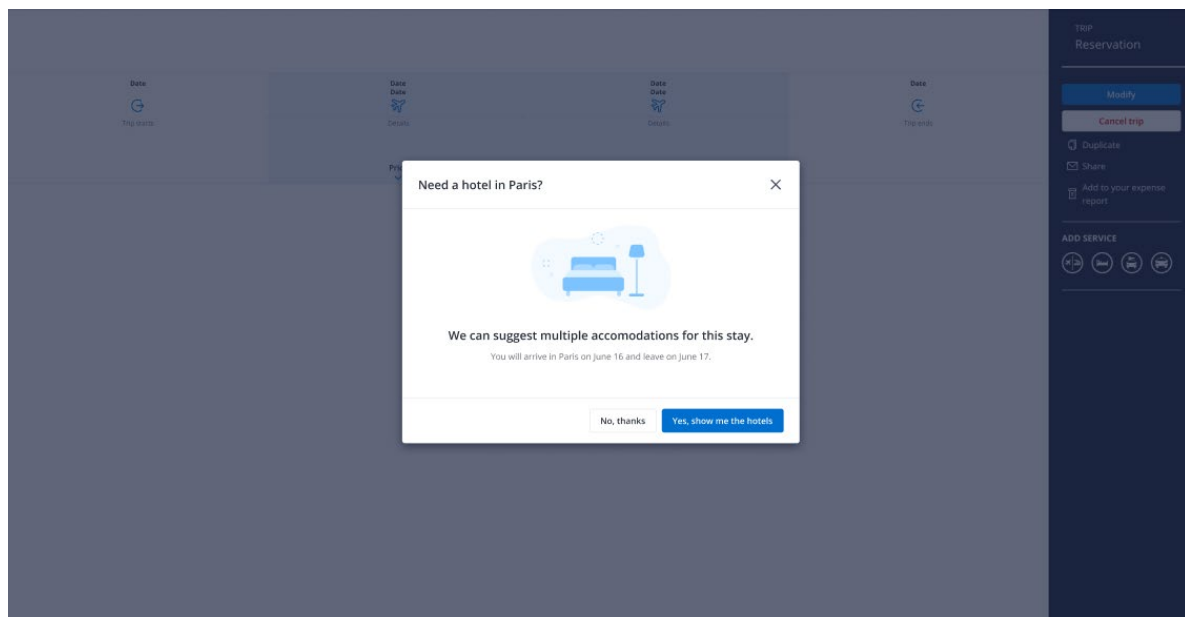 TRIP
Reservation
Date
Date
Date
Date
Date
Date
Trip starts
Details
Details
Trip ends
Modify
Cancel trip
Duplicate
Share
Add to your expense
report
ADD SERVICE
Need a hotel in Paris?
We can suggest multiple accomodations for this stay.
You will arrive in Paris on June 16 and leave on June 17.
No, thanks
Yes, show me the hotels